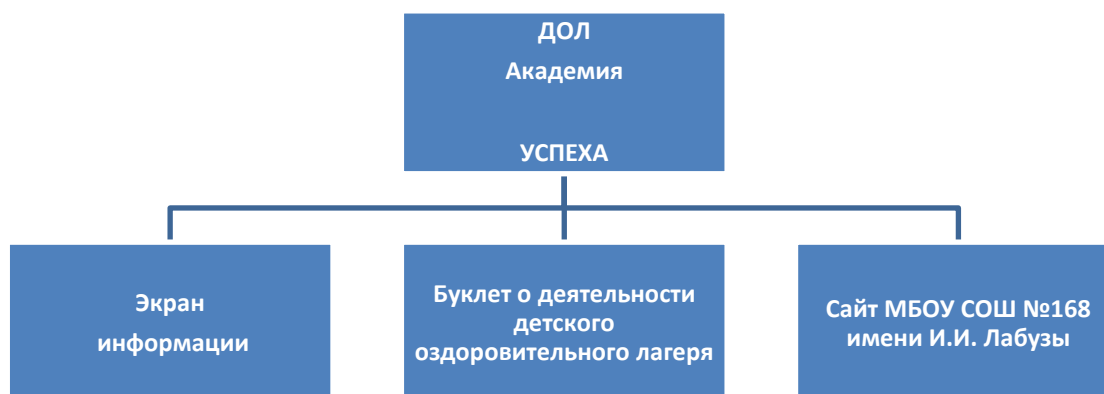 ДОЛ
Академия
УСПЕХА
Экран
информации
Буклет о деятельности
детского
оздоровительного лагеря
Сайт МБОУ СОШ №168
имени И.И. Лабузы